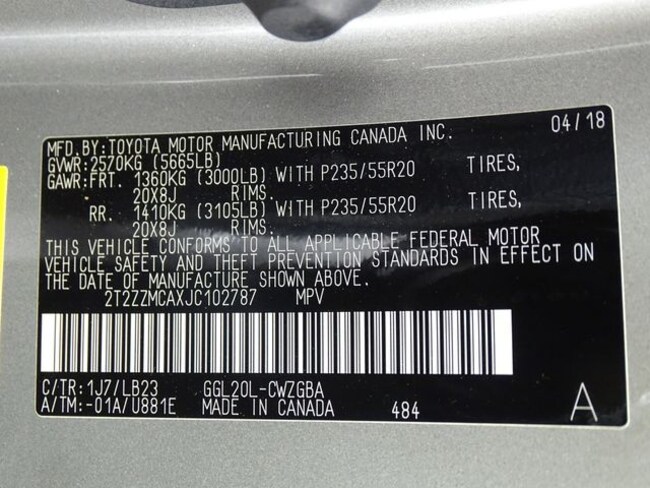 MFD. BY: TOYOTA MOTOR MANUFACTURING CANADA INC. 04/18
GVWR: 2570KG (5665LB)
GAWR: FRT. 1360KG (3000LB) WITH P235/55R20 TIRES,
20X8J RIMS.
RR. 1410KG (3105LB) WITH P235/55R20 TIRES,
20X8J RIMS.
THIS VEHICLE CONFORMS TO ALL APPLICABLE FEDERAL MOTOR
VEHICLE SAFETY AND THEFT PREVENTION STANDARDS IN EFFECT ON
THE DATE OF MANUFACTURE SHOWN ABOVE.
2T2ZZMCAXJC102787 MPV
C/TR: 1J7/LB23 GGL20L-CWZGBA
A/TM: -01A/U881E MADE IN CANADA 484 A